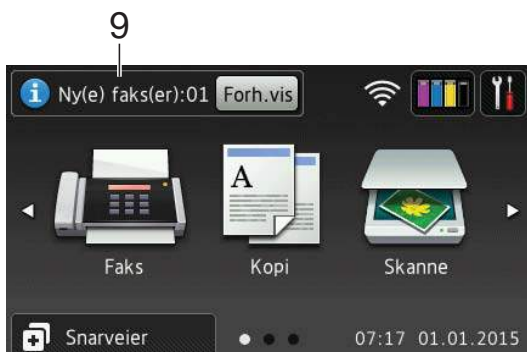 9
Ny(e) faks(er):01 Forh.vis
A
Faks Kopi Skanne
Snarveier 07:17 01.01.2015